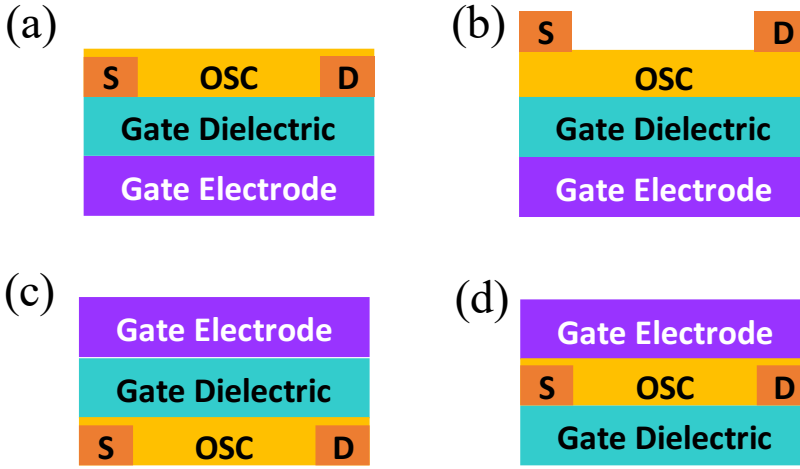 (a)
S OSC D
Gate Dielectric
Gate Electrode
(b)
S D
OSC
Gate Dielectric
Gate Electrode
(c)
Gate Electrode
Gate Dielectric
S OSC D
(d)
Gate Electrode
S OSC D
Gate Dielectric